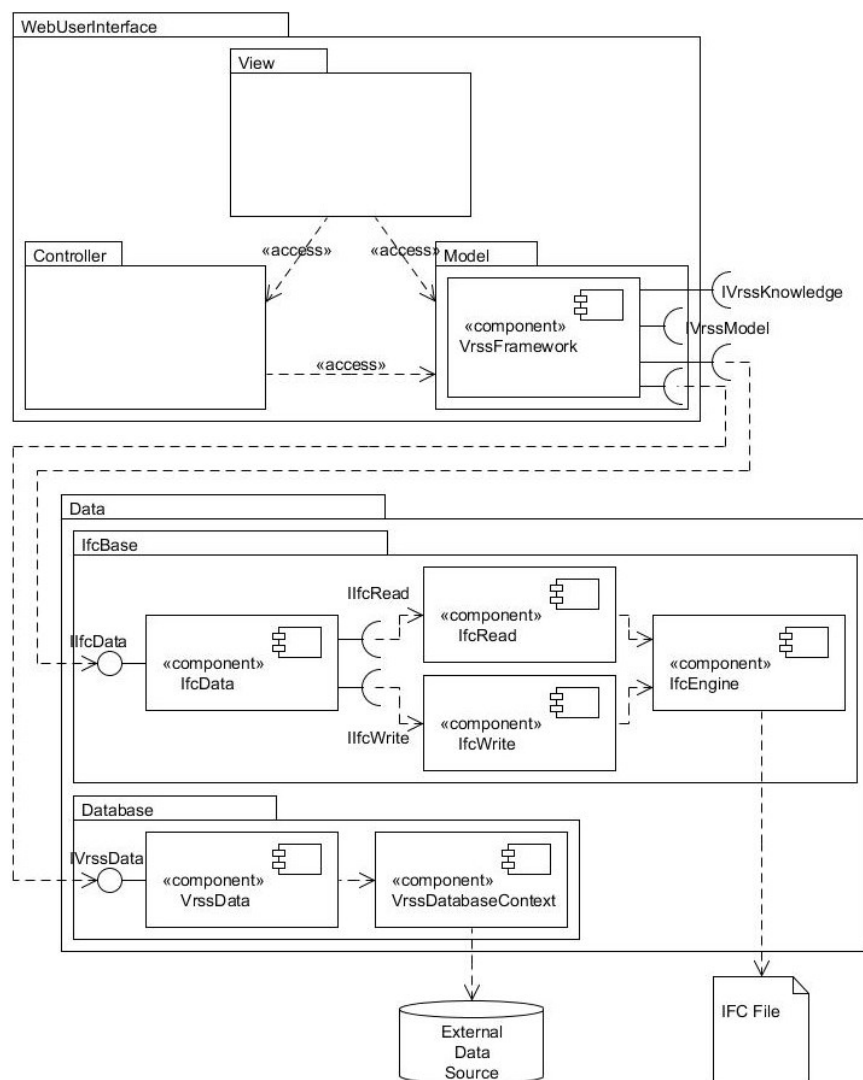 WebUserInterface
View
«access»
«access»
Controller
Model
«component»
VrssFramework
IVrssKnowledge
IVrssModel
«access»
Data
IfcBase
IIfcRead
«component»
IfcRead
IIfcData
«component»
IfcData
«component»
IfcEngine
IIfcWrite
«component»
IfcWrite
Database
IVrssData
«component»
VrssData
«component»
VrssDatabaseContext
External
Data
Source
IFC File